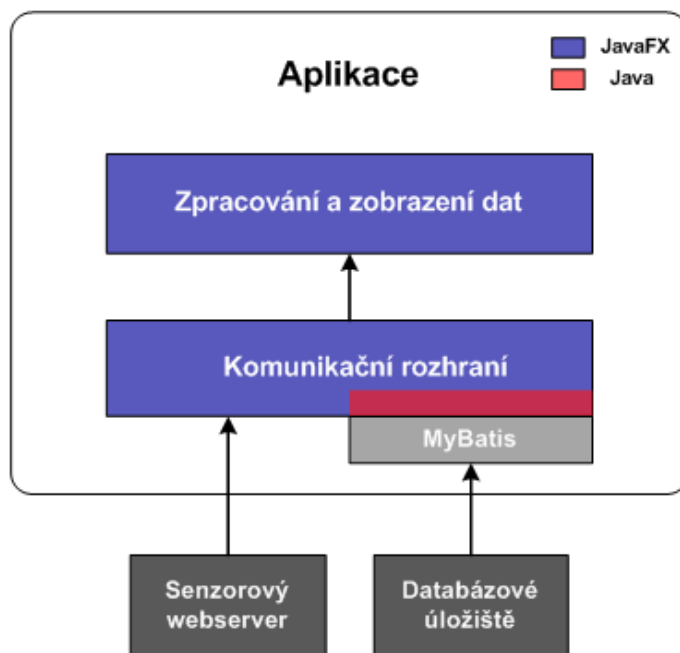 Aplikace
JavaFX
Java
Zpracování a zobrazení dat
Komunikační rozhraní
MyBatis
Senzorový
webserver
Databázové
úložiště